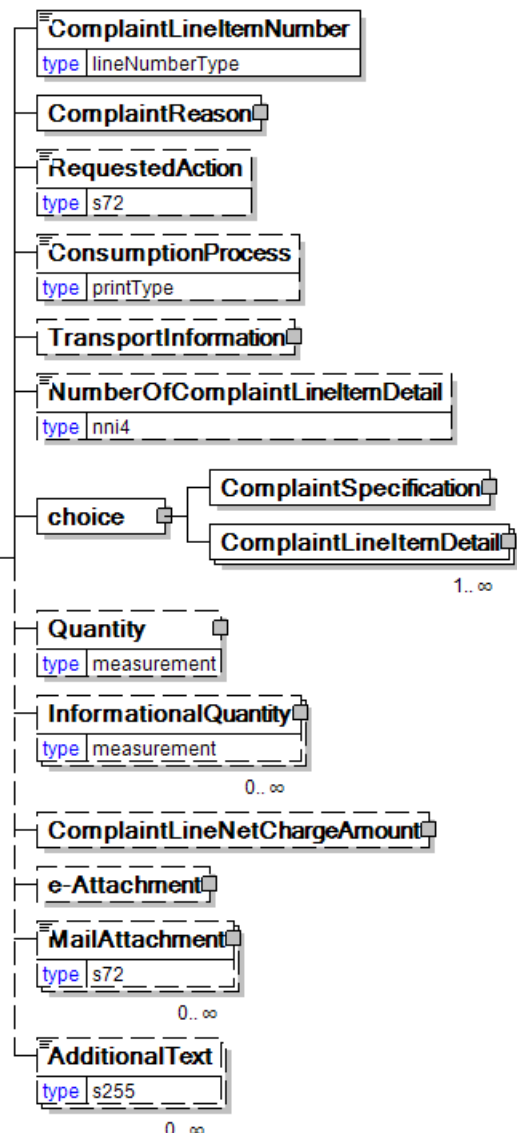 ComplaintLineItemNumber
type lineNumberType
ComplaintReason
RequestedAction
type s72
ConsumptionProcess
type printType
TransportInformation
NumberOfComplaintLineItemDetail
type nni4
choice
ComplaintSpecification
ComplaintLineItemDetail
1.. ∞
Quantity
type measurement
InformationalQuantity
type measurement
0.. ∞
ComplaintLineNetChargeAmount
e-Attachment
MailAttachment
type s72
0.. ∞
AdditionalText
type s255
0.. ∞